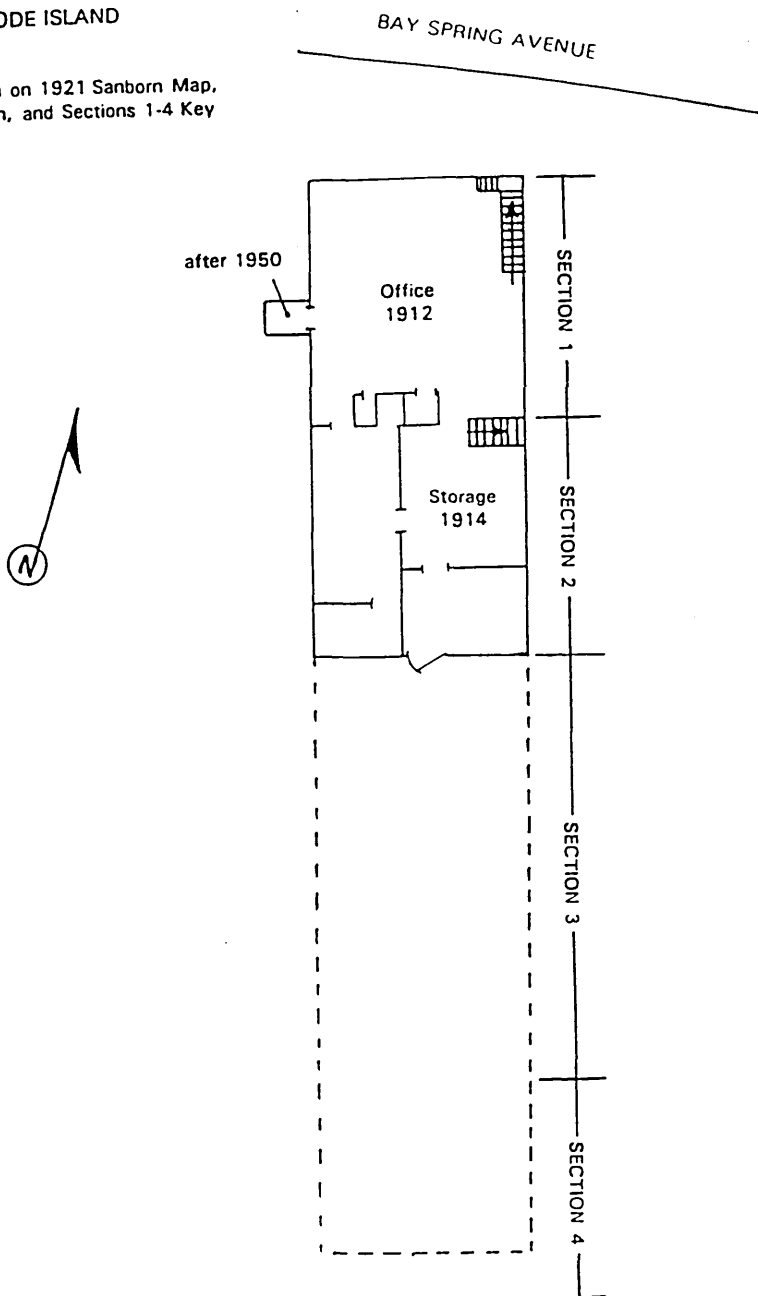 ODE ISLAND
BAY SPRING AVENUE
on 1921 Sanborn Map,
, and Sections 1-4 Key
after 1950
Office
1912
SECTION 1
Storage
1914
SECTION 2
N
SECTION 3
SECTION 4